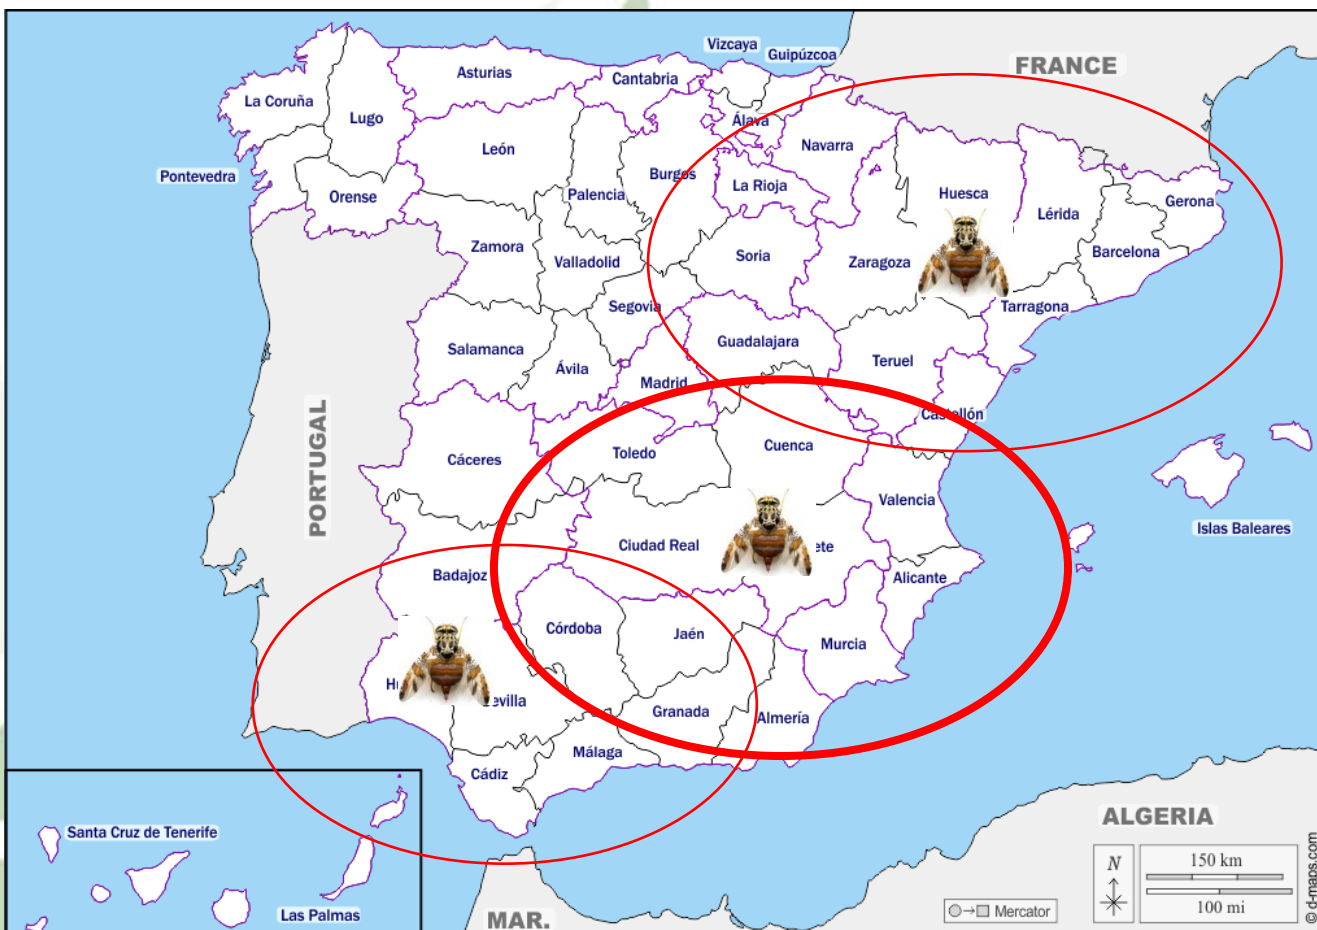 Vizcaya
Guipúzcoa
FRANCE
Asturias
Cantabria
La Coruña
Lugo
Álava
Navarra
León
Pontevedra
Burgos
La Rioja
Huesca
Orense
Palencia
Lérida
Gerona
Zamora
Valladolid
Soria
Zaragoza
Barcelona
Segovia
Tarragona
Salamanca
Guadalajara
Ávila
Madrid
Teruel
PORTUGAL
Castellón
Cáceres
Toledo
Cuenca
Valencia
Islas Baleares
Ciudad Real
ete
Badajoz
Alicante
Córdoba
Jaén
Murcia
H
evilla
Granada
Almería
Málaga
Cádiz
Santa Cruz de Tenerife
Las Palmas
MAR.
ALGERIA
N
150 km
100 mi
Mercator
© d-maps.com